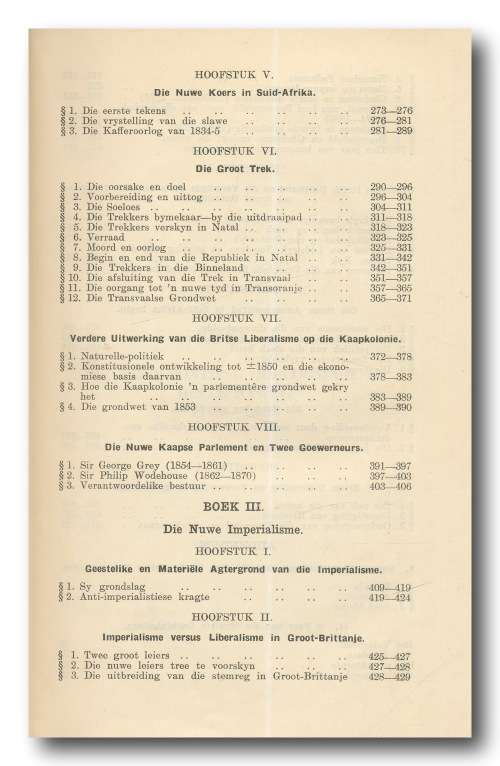 HOOFSTUK V.
Die Nuwe Koers in Suid-Afrika.
§ 1. Die eerste tekens .. .. .. .. .. .. 273—276
§ 2. Die vrystelling van die slawe .. .. .. .. 276—281
§ 3. Die Kafferoorlog van 1834-5 .. .. .. .. 281—289
HOOFSTUK VI.
Die Groot Trek.
§ 1. Die oorsake en doel .. .. .. .. .. 290—296
§ 2. Voorbereiding en uittog .. .. .. .. .. 296—304
§ 3. Die Soeloes .. .. .. .. .. .. .. 304—311
§ 4. Die Trekkers bymekaar—by die uitdraaipad .. .. 311—318
§ 5. Die Trekkers verskyn in Natal .. .. .. .. 318—323
§ 6. Verraad .. .. .. .. .. .. .. 323—325
§ 7. Moord en oorlog .. .. .. .. .. .. 325—331
§ 8. Begin en end van die Republiek in Natal .. .. 331—342
§ 9. Die Trekkers in die Binneland .. .. .. .. 342—351
§ 10. Die afsluiting van die Trek in Transvaal .. .. 351—357
§ 11. Die oorgang tot 'n nuwe tyd in Transoranje .. .. 357—365
§ 12. Die Transvaalse Grondwet .. .. .. .. 365—371
HOOFSTUK VII.
Verdere Uitwerking van die Britse Liberalisme op die Kaapkolonie.
§ 1. Naturelle-politiek .. .. .. .. .. .. 372—378
§ 2. Konstitusionele ontwikkeling tot ±1850 en die ekono-
miese basis daarvan .. .. .. .. .. 378—383
§ 3. Hoe die Kaapkolonie 'n parlementêre grondwet gekry
het .. .. .. .. .. .. .. 383—389
§ 4. Die grondwet van 1853 .. .. .. .. .. 389—390
HOOFSTUK VIII.
Die Nuwe Kaapse Parlement en Twee Goewerneurs.
§ 1. Sir George Grey (1854—1861) .. .. .. .. 391—397
§ 2. Sir Philip Wodehouse (1862—1870) .. .. .. .. 397—403
§ 3. Verantwoordelike bestuur .. .. .. .. .. 403—406
BOEK III.
Die Nuwe Imperialisme.
HOOFSTUK I.
Geestelike en Materiële Agtergrond van die Imperialisme.
§ 1. Sy grondslag .. .. .. .. .. .. 409—419
§ 2. Anti-imperialistiese kragte .. .. .. .. .. 419—424
HOOFSTUK II.
Imperialisme versus Liberalisme in Groot-Brittanje.
§ 1. Twee groot leiers .. .. .. .. .. .. 425—427
§ 2. Die nuwe leiers tree te voorskyn .. .. .. .. 427—428
§ 3. Die uitbreiding van die stemreg in Groot-Brittanje 428—429